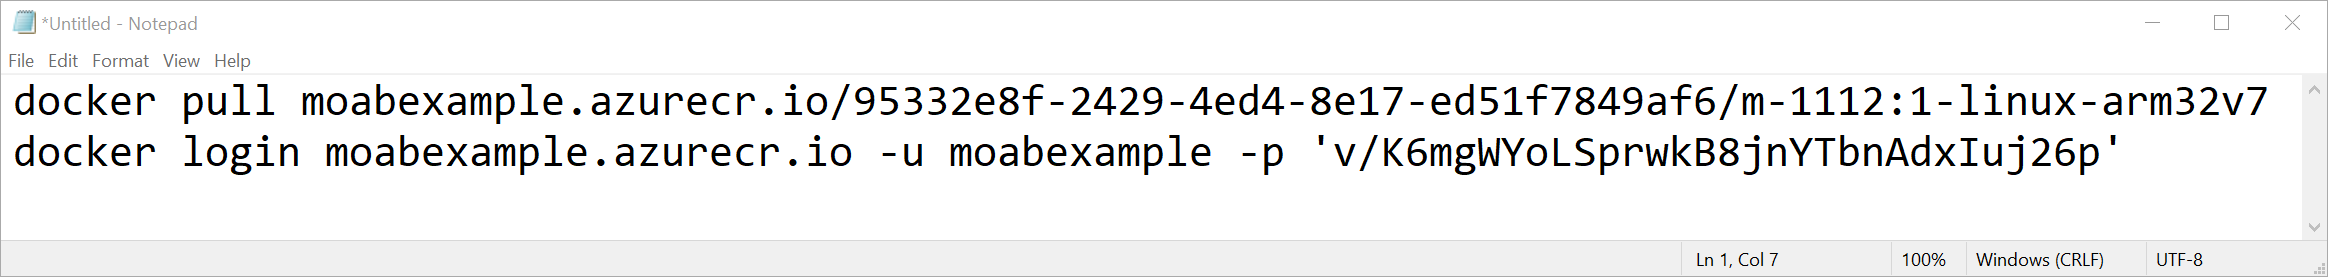 *Untitled - Notepad
File Edit Format View Help
docker pull moabexample.azurecr.io/95332e8f-2429-4ed4-8e17-ed51f7849af6/m-1112:1-linux-arm32v7
docker login moabexample.azurecr.io -u moabexample -p 'v/K6mgWYoLSprwkB8jnYTbnAdxIuj26p'
Ln 1, Col 7 100% Windows (CRLF) UTF-8